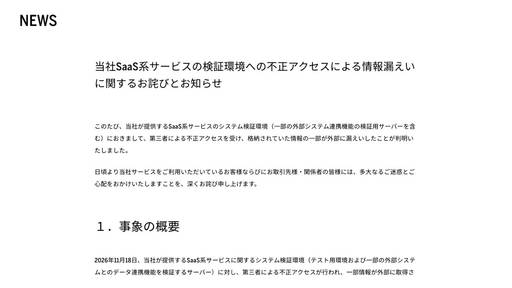 NEWS
当社SaaS系サービスの検証環境への不正アクセスによる情報漏えい
に関するお詫びとお知らせ
このたび、当社が提供するSaaS系サービスのシステム検証環境（一部の外部システム連携機能の検証用サーバーを含
む）におきまして、第三者による不正アクセスを受け、格納されていた情報の一部が外部に漏えいしたことが判明い
たしました。
日頃より当社サービスをご利用いただいているお客様ならびにお取引先様・関係者の皆様には、多大なるご迷惑とご
心配をおかけいたしますことを、深くお詫び申し上げます。
１．事象の概要
2026年11月18日、当社が提供するSaaS系サービスに関するシステム検証環境（テスト用環境および一部の外部システ
ムとのデータ連携機能を検証するサーバー）に対し、第三者による不正アクセスが行われ、一部情報が外部に取得さ